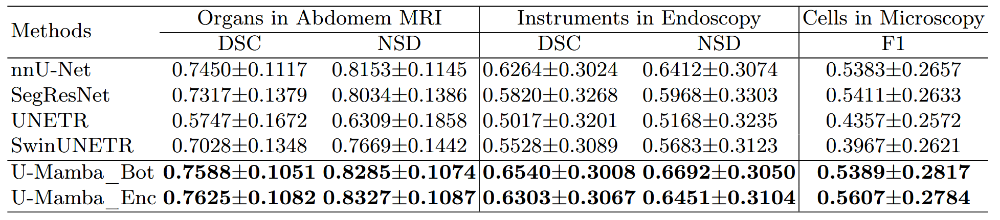 Methods Organs in Abdomem MRI Instruments in Endoscopy Cells in Microscopy
DSC NSD DSC NSD F1
nnU-Net 0.7450±0.1117 0.8153±0.1145 0.6264±0.3024 0.6412±0.3074 0.5383±0.2657
SegResNet 0.7317±0.1379 0.8034±0.1386 0.5820±0.3268 0.5968±0.3303 0.5411±0.2633
UNETR 0.5747±0.1672 0.6309±0.1858 0.5017±0.3201 0.5168±0.3235 0.4357±0.2572
SwinUNETR 0.7028±0.1348 0.7669±0.1442 0.5528±0.3089 0.5683±0.3123 0.3967±0.2621
U-Mamba_Bot 0.7588±0.1051 0.8285±0.1074 0.6540±0.3008 0.6692±0.3050 0.5389±0.2817
U-Mamba_Enc 0.7625±0.1082 0.8327±0.1087 0.6303±0.3067 0.6451±0.3104 0.5607±0.2784